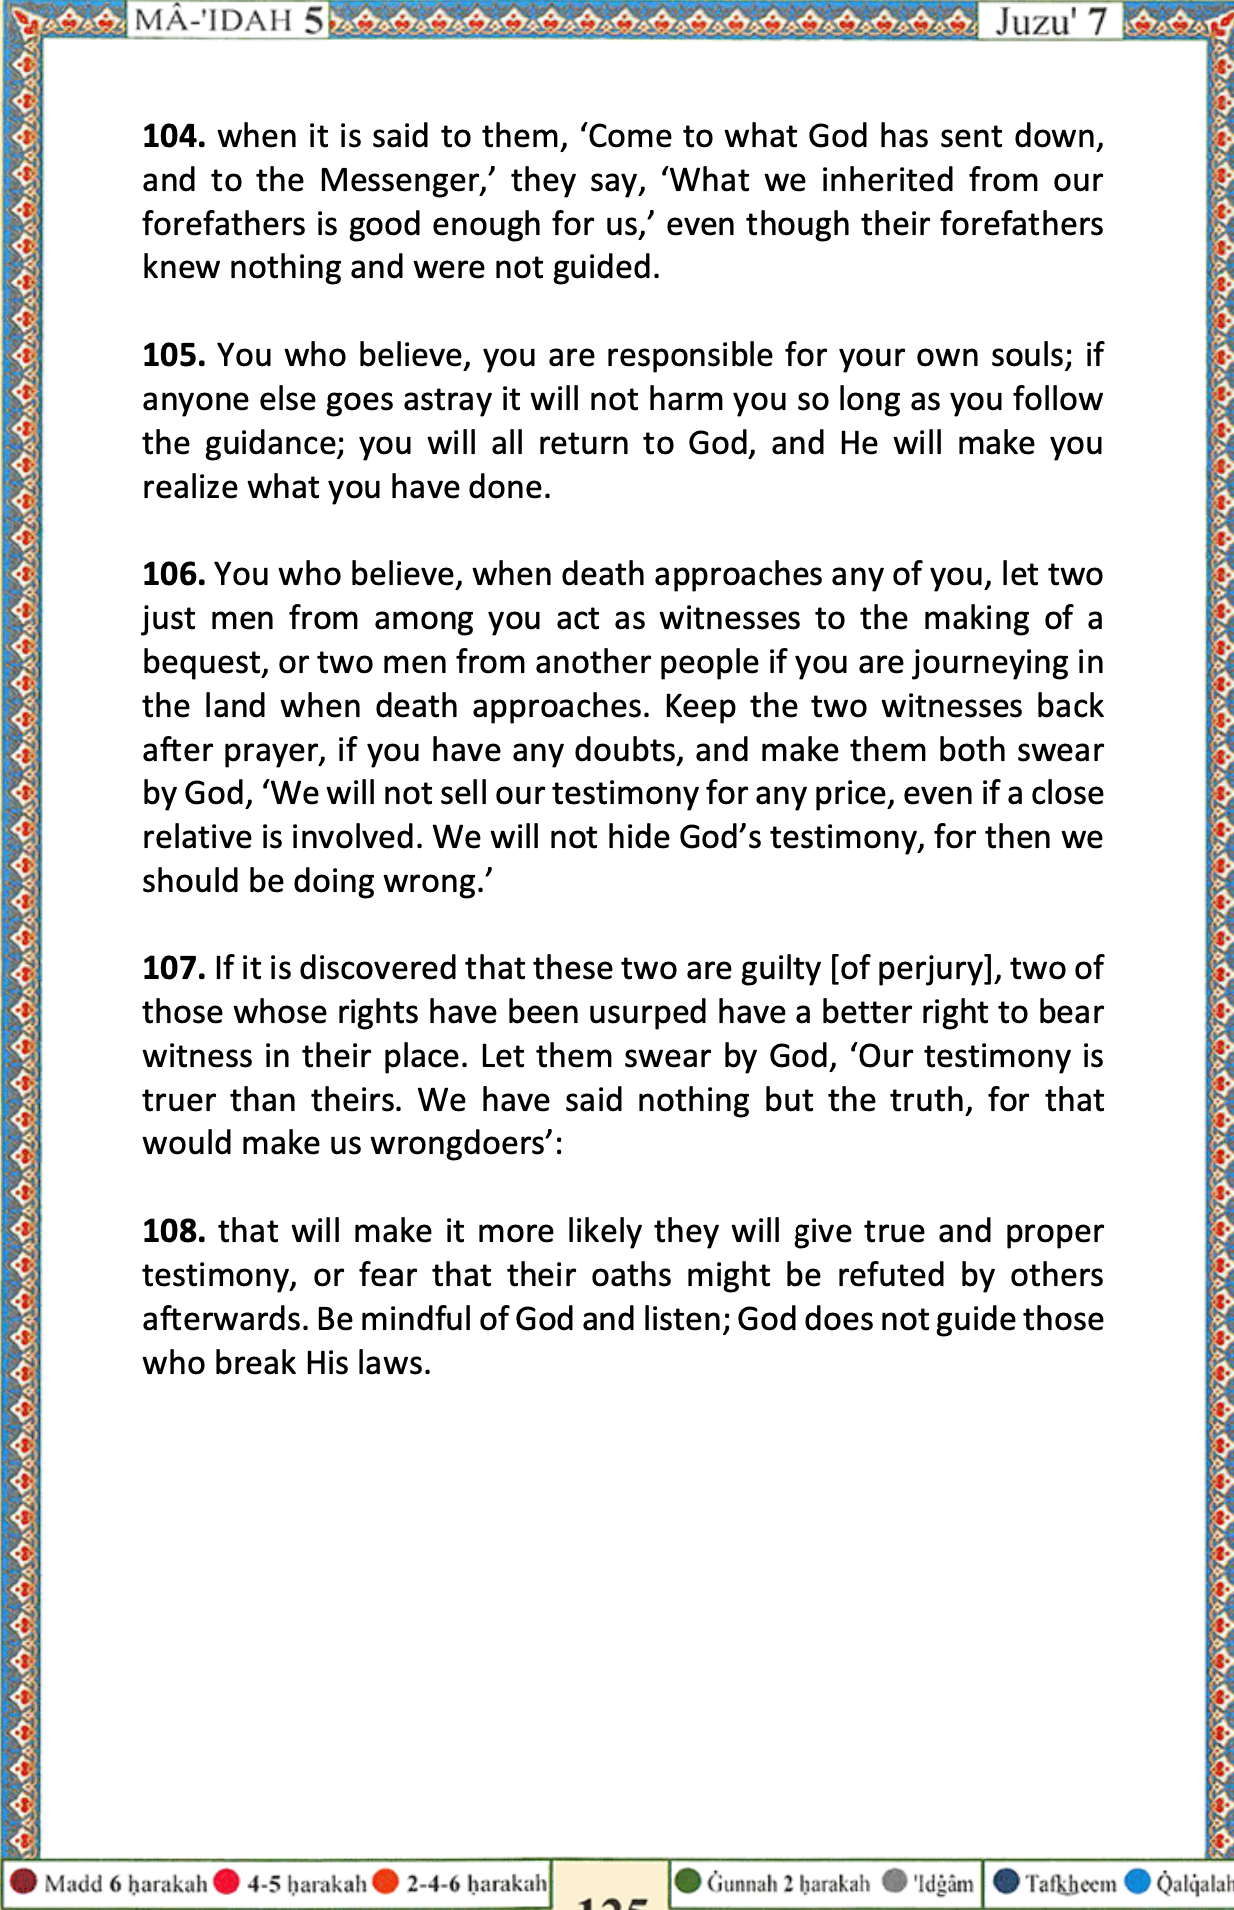 MÂ-'IDAH 5
Juzu' 7
104. when it is said to them, ‘Come to what God has sent down,
and to the Messenger,’ they say, ‘What we inherited from our
forefathers is good enough for us,’ even though their forefathers
knew nothing and were not guided.
105. You who believe, you are responsible for your own souls; if
anyone else goes astray it will not harm you so long as you follow
the guidance; you will all return to God, and He will make you
realize what you have done.
106. You who believe, when death approaches any of you, let two
just men from among you act as witnesses to the making of a
bequest, or two men from another people if you are journeying in
the land when death approaches. Keep the two witnesses back
after prayer, if you have any doubts, and make them both swear
by God, ‘We will not sell our testimony for any price, even if a close
relative is involved. We will not hide God’s testimony, for then we
should be doing wrong.’
107. If it is discovered that these two are guilty [of perjury], two of
those whose rights have been usurped have a better right to bear
witness in their place. Let them swear by God, ‘Our testimony is
truer than theirs. We have said nothing but the truth, for that
would make us wrongdoers’:
108. that will make it more likely they will give true and proper
testimony, or fear that their oaths might be refuted by others
afterwards. Be mindful of God and listen; God does not guide those
who break His laws.
Madd 6 ḥarakah 4-5 ḥarakah 2-4-6 ḥarakah
125
Ġunnah 2 ḥarakah 'Idġâm
Tafkheem Qalqalah